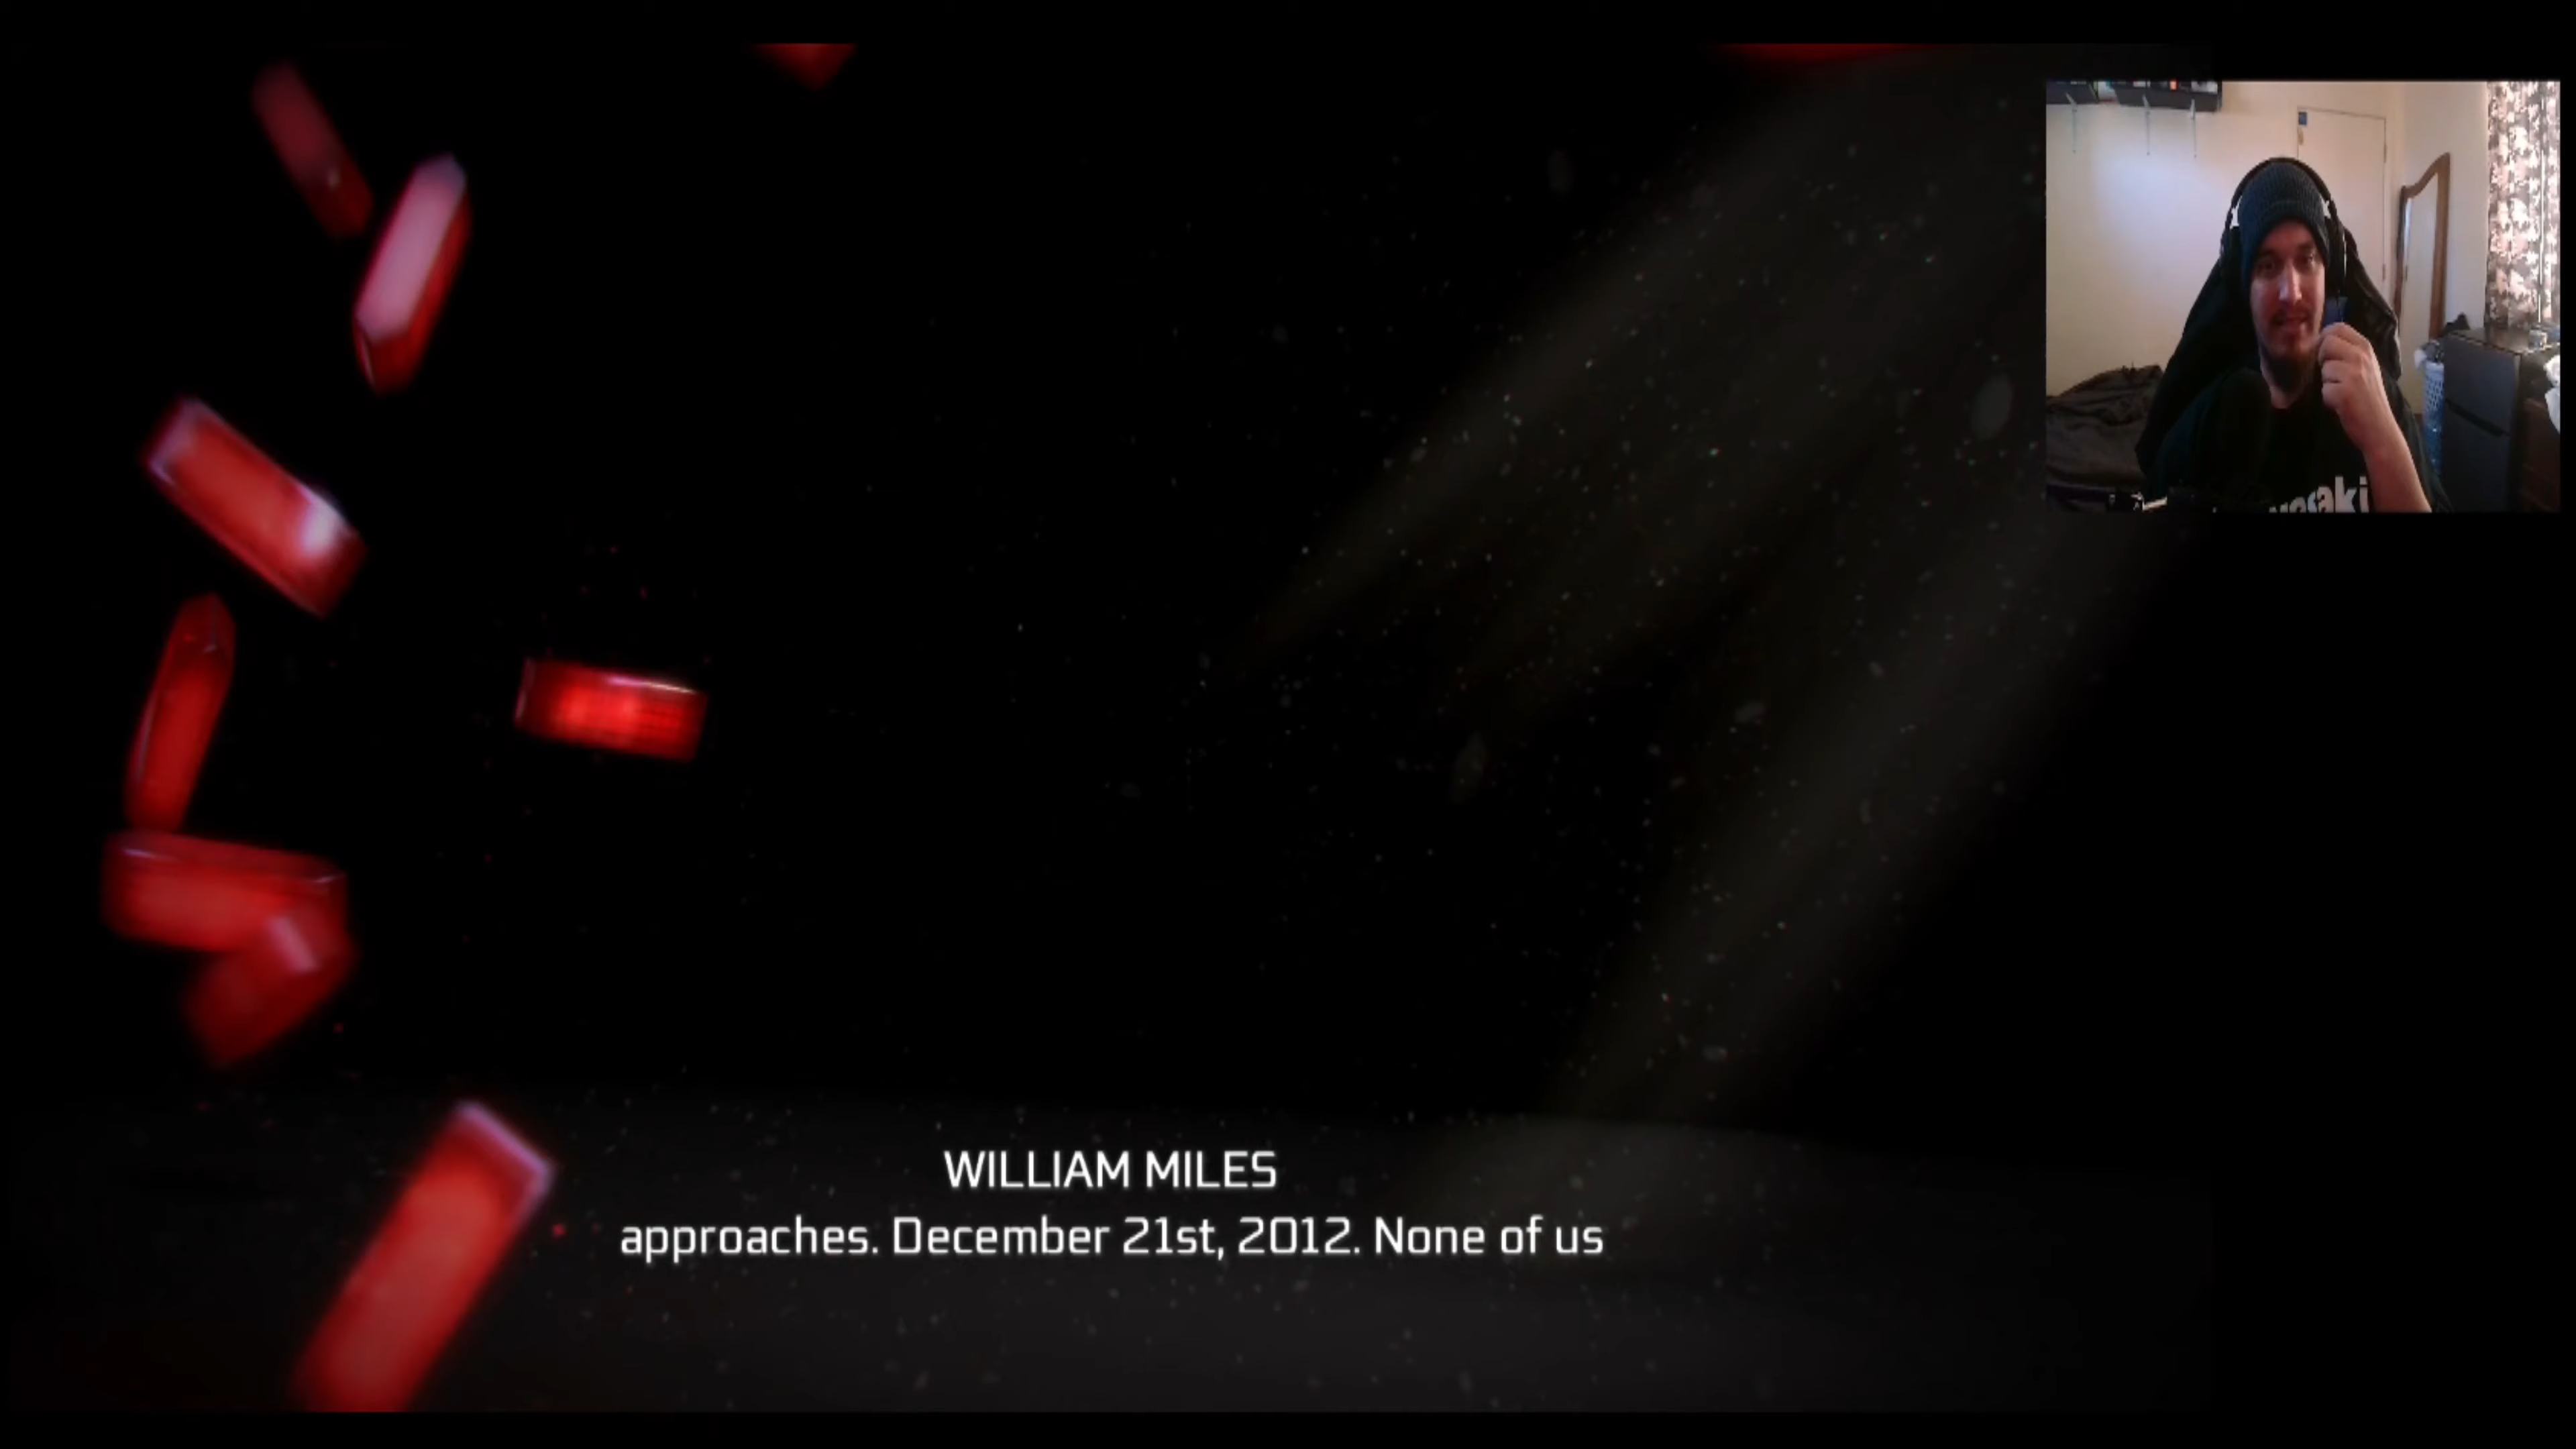 WILLIAM MILES
approaches. December 21st, 2012. None of us